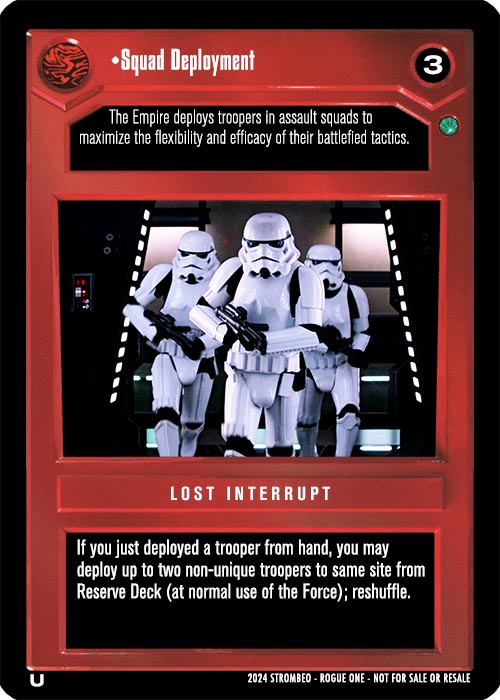 •Squad Deployment
3
The Empire deploys troopers in assault squads to
maximize the flexibility and efficacy of their battlefied tactics.
LOST INTERRUPT
If you just deployed a trooper from hand, you may
deploy up to two non-unique troopers to same site from
Reserve Deck (at normal use of the Force); reshuffle.
U
2024 STROMBEO - ROGUE ONE - NOT FOR SALE OR RESALE